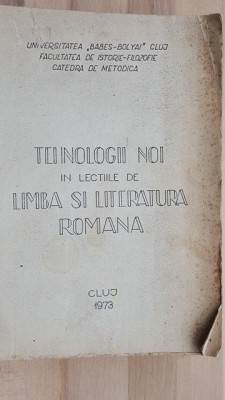 UNIVERSITATEA „BABEȘ-BOLYAI" CLUJ
FACULTATEA DE ISTORIE-FILOZOFIE
CATEDRA DE METODICA
TEHNOLOGII NOI
IN LECTIILE DE
LIMBA SI LITERATURA
ROMANA
CLUJ
1973